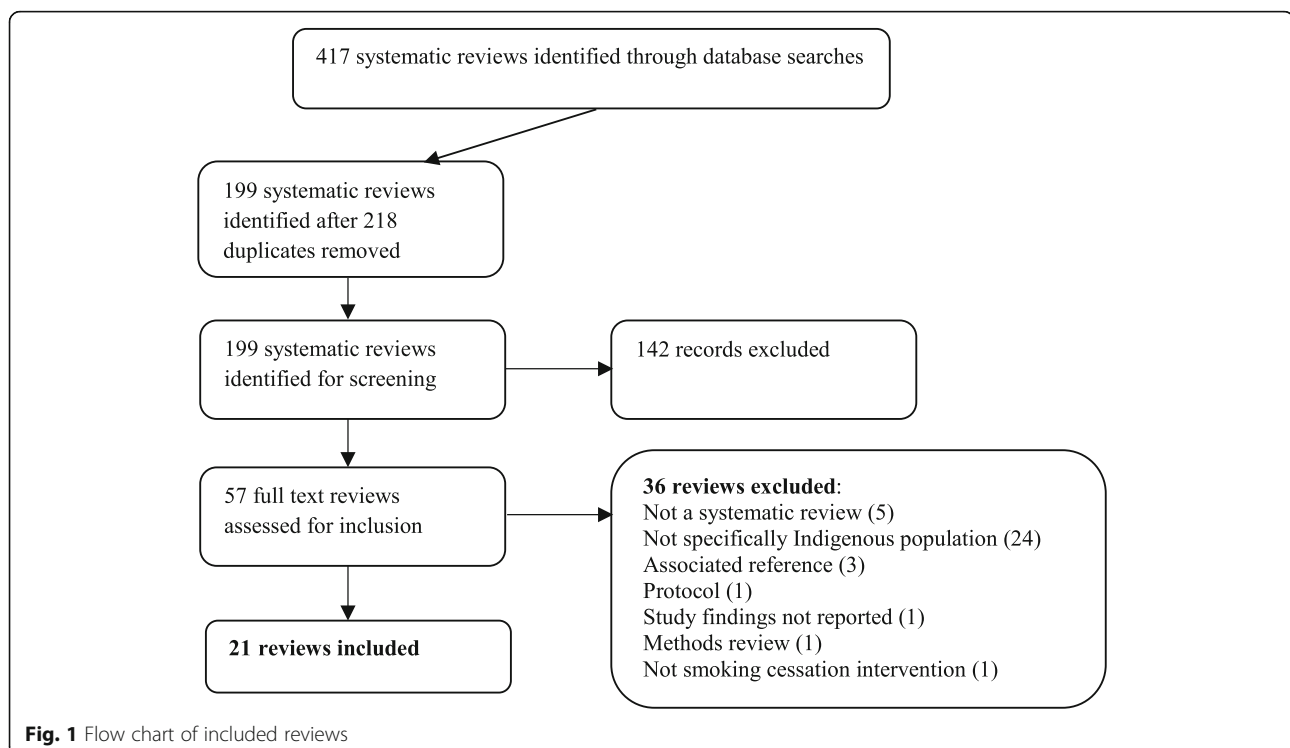 417 systematic reviews identified through database searches
199 systematic reviews
identified after 218
duplicates removed
199 systematic reviews
identified for screening
142 records excluded
57 full text reviews
assessed for inclusion
36 reviews excluded:
Not a systematic review (5)
Not specifically Indigenous population (24)
Associated reference (3)
Protocol (1)
Study findings not reported (1)
Methods review (1)
Not smoking cessation intervention (1)
21 reviews included
Fig. 1 Flow chart of included reviews